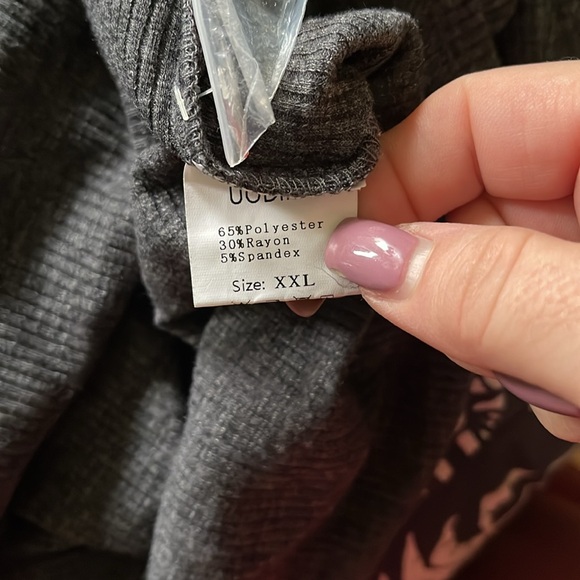 65%Polyester
30%Rayon
5%Spandex
Size: XXL